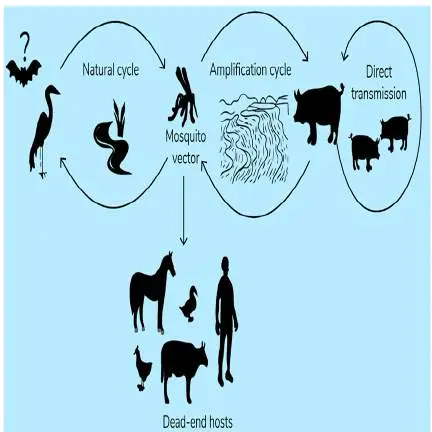 ?
Natural cycle
Amplification cycle
Direct
transmission
Mosquito
vector
Dead-end hosts